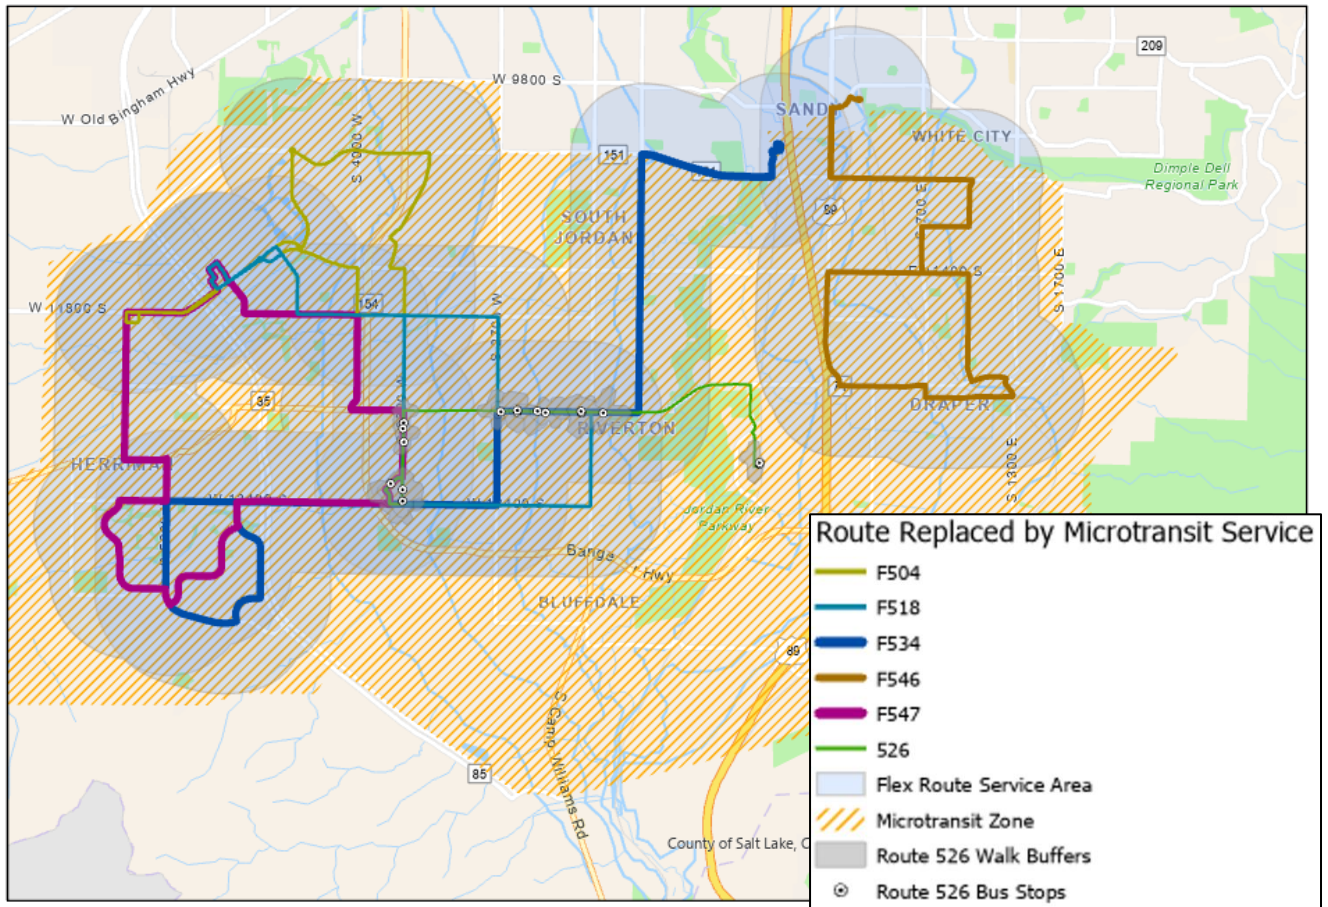 209
W 9800 S
SAND
W Old Bingham Hwy
S 4000 W
WHITE CITY
151
Dimple Dell
Regional Park
89
S 700 E
SOUTH
JORDAN
S 1700 E
W 11800 S
154
35
DRAPER
RIVERTON
HERRIMA
S 1300 E
Jordan River
Parkway
Hwy
BLUFFDALE
89
S Camp Williams Rd
85
County of Salt Lake, C
Route Replaced by Microtransit Service
F504
F518
F534
F546
F547
526
Flex Route Service Area
Microtransit Zone
Route 526 Walk Buffers
Route 526 Bus Stops